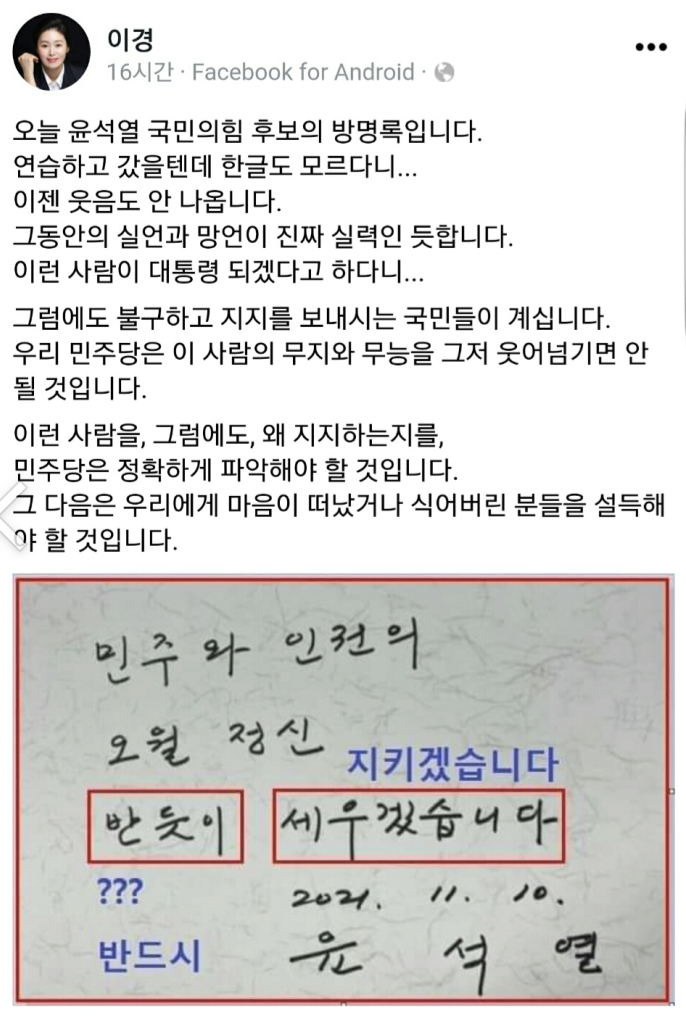 이경
16시간 · Facebook for Android ·
오늘 윤석열 국민의힘 후보의 방명록입니다.
연습하고 갔을텐데 한글도 모르다니...
이젠 웃음도 안 나옵니다.
그동안의 실언과 망언이 진짜 실력인 듯합니다.
이런 사람이 대통령 되겠다고 하다니...
그럼에도 불구하고 지지를 보내시는 국민들이 계십니다.
우리 민주당은 이 사람의 무지와 무능을 그저 웃어넘기면 안
될 것입니다.
이런 사람을, 그럼에도, 왜 지지하는지를,
민주당은 정확하게 파악해야 할 것입니다.
그 다음은 우리에게 마음이 떠났거나 식어버린 분들을 설득해
야 할 것입니다.
민주와 인권의
오월 정신
지키겠습니다
반듯이 세우겠습니다
???
2021. 11. 10.
반드시
윤석열